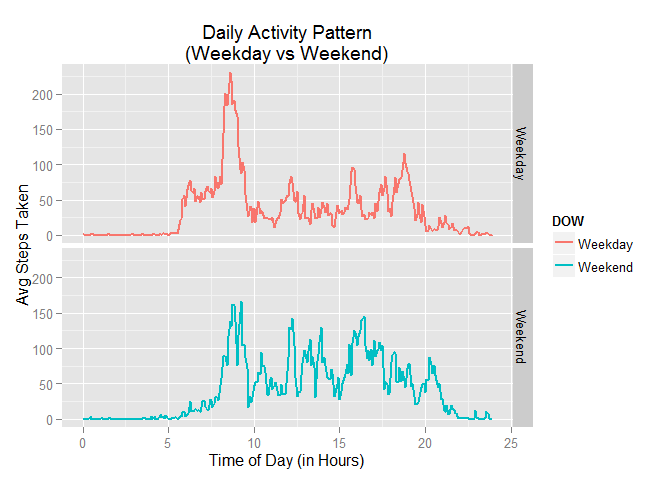 Daily Activity Pattern
(Weekday vs Weekend)
Avg Steps Taken
200
150
100
50
0
Weekday
200
150
100
50
0
Weekend
0 5 10 15 20 25
Time of Day (in Hours)
DOW
Weekday
Weekend